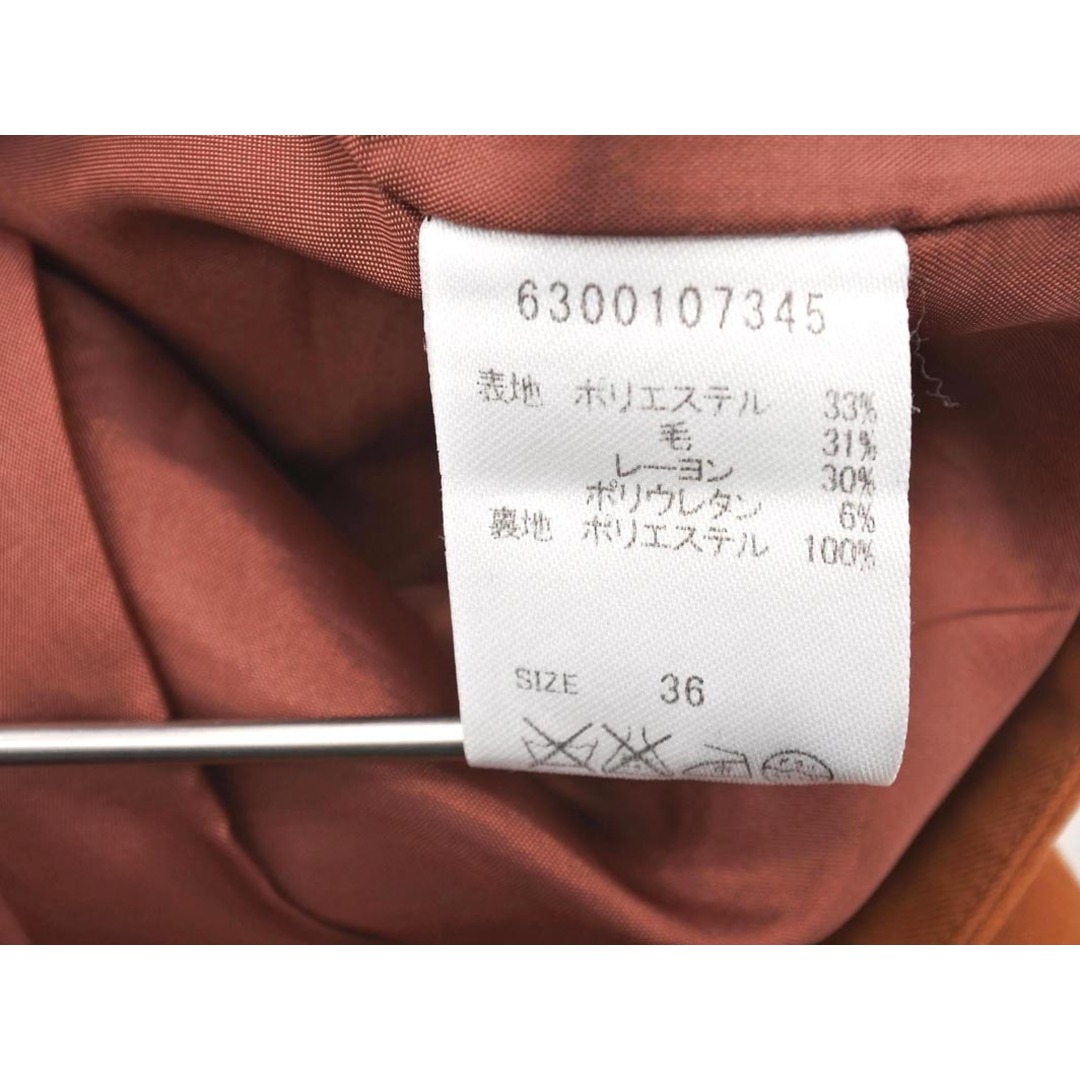 6300107345
表地 ポリエステル 33%
毛 31%
レーヨン 30%
ポリウレタン 6%
裏地 ポリエステル 100%
SIZE 36